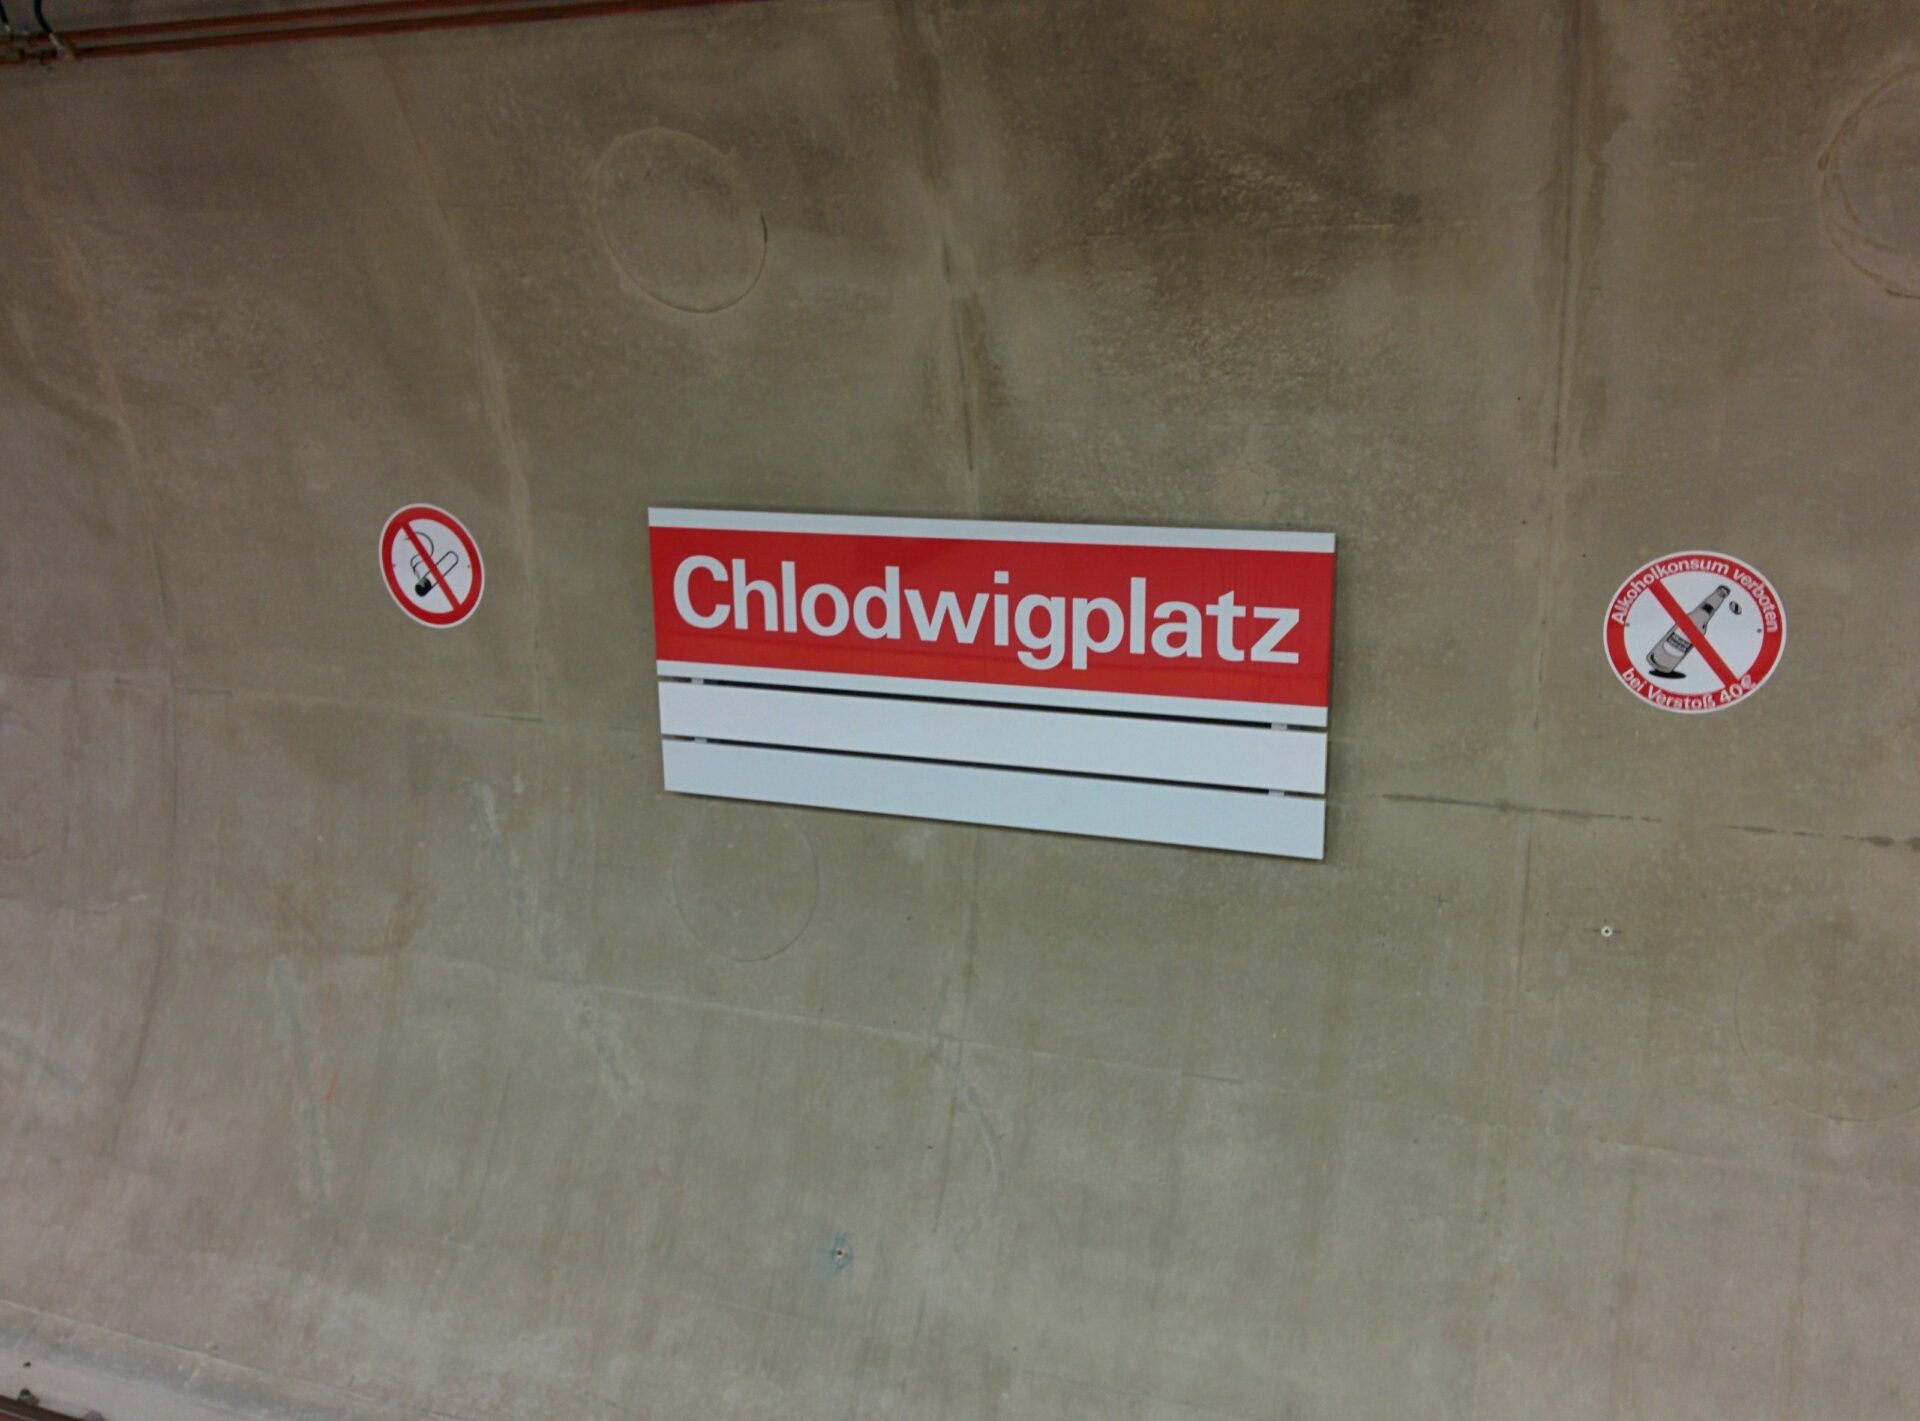 Chlodwigplatz
Alkoholkonsum verboten
bei Verstoß 40€